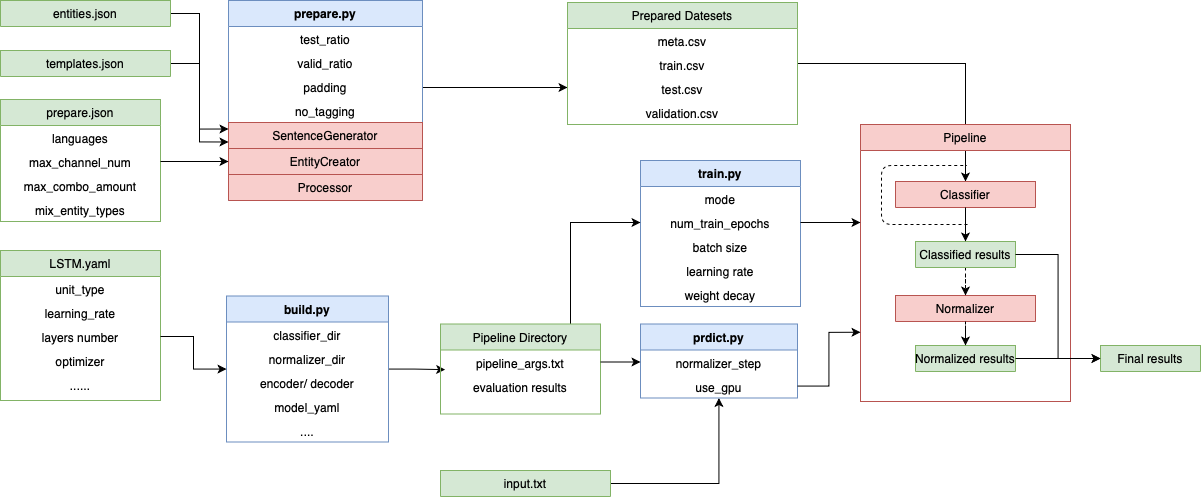 entities.json
templates.json
prepare.json
languages
max_channel_num
max_combo_amount
mix_entity_types
prepare.py
test_ratio
valid_ratio
padding
no_tagging
SentenceGenerator
EntityCreator
Processor
Prepared Datesets
meta.csv
train.csv
test.csv
validation.csv
LSTM.yaml
unit_type
learning_rate
layers number
optimizer
......
build.py
classifier_dir
normalizer_dir
encoder/ decoder
model_yaml
....
Pipeline Directory
pipeline_args.txt
evaluation results
train.py
mode
num_train_epochs
batch size
learning rate
weight decay
prdict.py
normalizer_step
use_gpu
input.txt
Pipeline
Classifier
Classified results
Normalizer
Normalized results
Final results